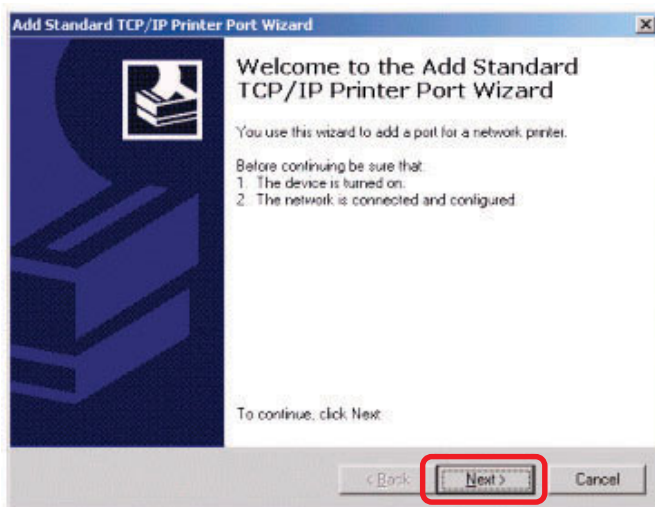 Add Standard TCP/IP Printer Port Wizard
Welcome to the Add Standard
TCP/IP Printer Port Wizard
You use this wizard to add a port for a network printer.
Before continuing be sure that:
1. The device is turned on.
2. The network is connected and configured.
To continue, click Next.
< Back
Next >
Cancel